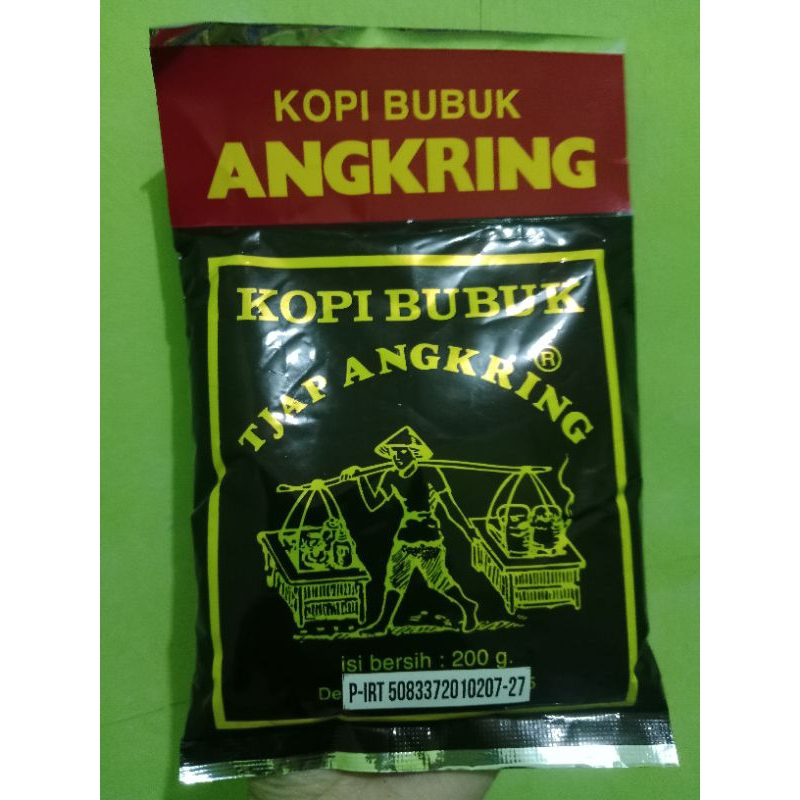 KOPI BUBUK
ANGKRING
KOPI BUBUK
TJAP ANGKRING ®
isi bersih : 200 g.
P-IRT 5083372010207-27